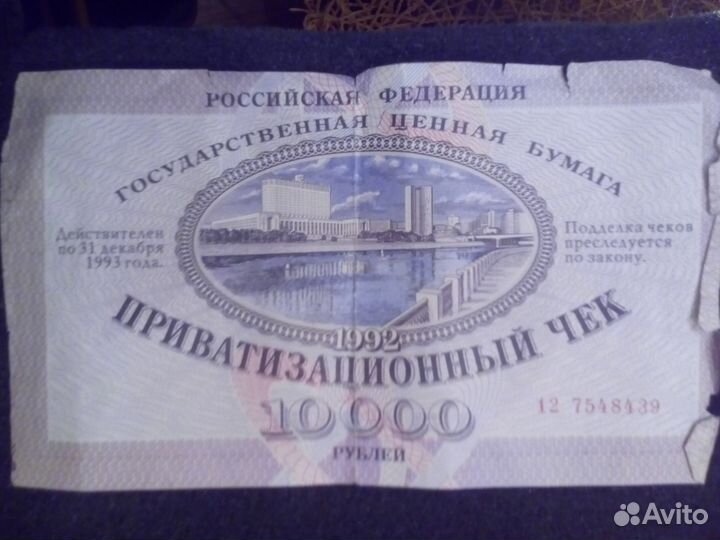 РОССИЙСКАЯ ФЕДЕРАЦИЯ
ГОСУДАРСТВЕННАЯ ЦЕННАЯ БУМАГА
Действителен
по 31 декабря
1993 года.
Подделка чеков
преследуется
по закону.
1992
ПРИВАТИЗАЦИОННЫЙ ЧЕК
10000
12 7548439
РУБЛЕЙ
Avito